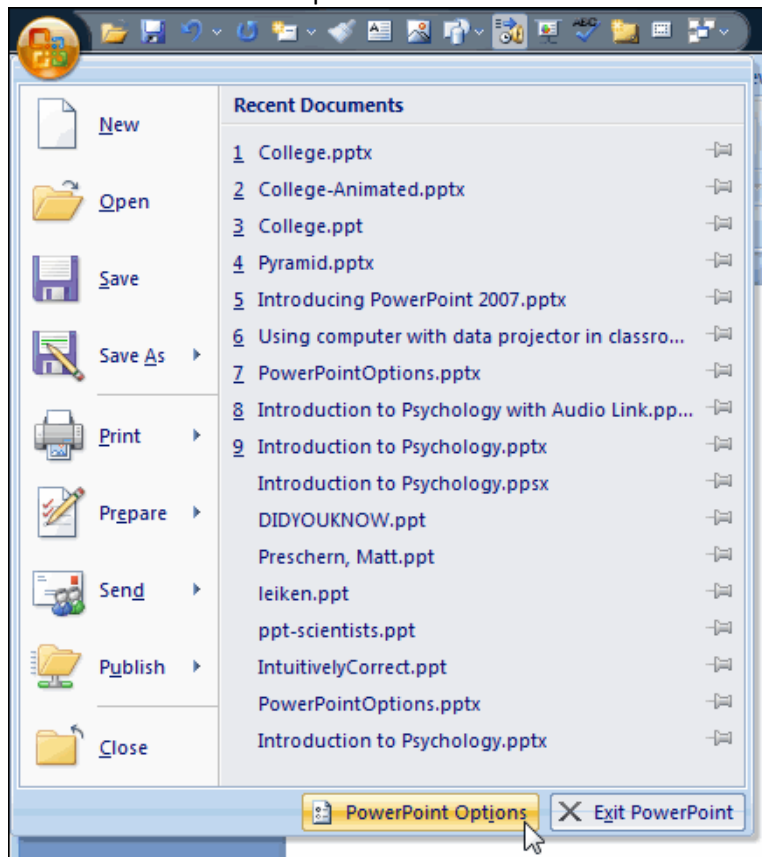 ABC
New
Open
Save
Save As
Print
Prepare
Send
Publish
Close
Recent Documents
1 College.pptx
2 College-Animated.pptx
3 College.ppt
4 Pyramid.pptx
5 Introducing PowerPoint 2007.pptx
6 Using computer with data projector in classro...
7 PowerPointOptions.pptx
8 Introduction to Psychology with Audio Link.pp...
9 Introduction to Psychology.pptx
Introduction to Psychology.ppsx
DIDYOUKNOW.ppt
Preschern, Matt.ppt
leiken.ppt
ppt-scientists.ppt
IntuitivelyCorrect.ppt
PowerPointOptions.pptx
Introduction to Psychology.pptx
PowerPoint Options
Exit PowerPoint